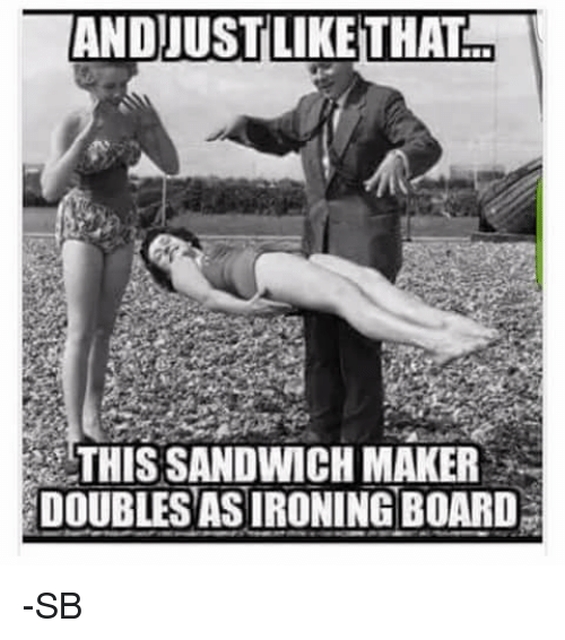 AND JUST LIKE THAT...
THIS SANDWICH MAKER
DOUBLES AS IRONING BOARD
-SB